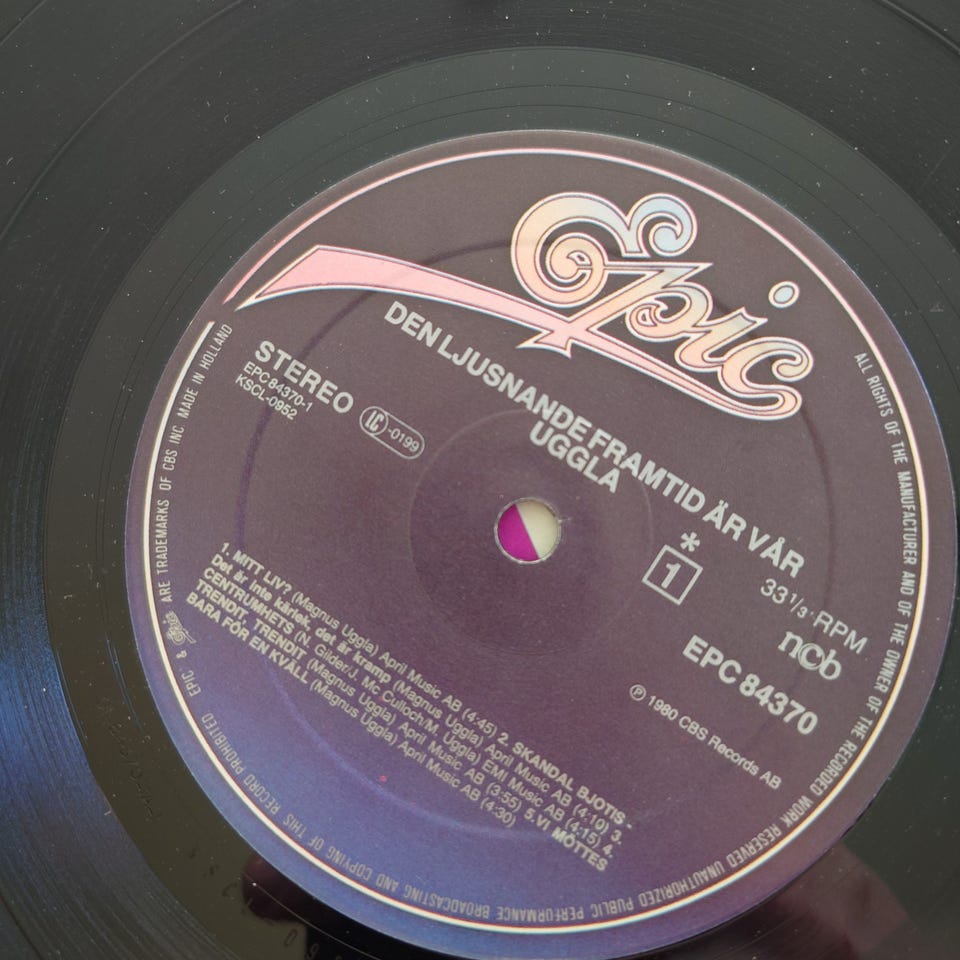 Epic
DEN LJUSNANDE FRAMTID ÄR VÅR
UGGLA
STEREO
EPC 84370-1
KSCL-0952
LC -0199
*
1
33 1/3 RPM
ncb
EPC 84370
℗ 1980 CBS Records AB
1. MITT LIV? (Magnus Uggla) April Music AB (4:45) 2. SKANDAL BJOTIS -
Det är inte kärlek, det är kramp (Magnus Uggla) April Music AB (4:10) 3.
CENTRUMHETS (N. Gilder/J. Mc Culloch/M. Uggla) EMI Music AB (4:15) 4.
TRENDIT, TRENDIT (Magnus Uggla) April Music AB (3:55) 5. VI MÖTTES
BARA FÖR EN KVÄLL (Magnus Uggla) April Music AB (4:30)
EPIC & Epic ARE TRADEMARKS OF CBS INC MADE IN HOLLAND
ALL RIGHTS OF THE MANUFACTURER AND OF THE OWNER OF THE RECORDED WORK RESERVED UNAUTHORIZED PUBLIC PERFORMANCE BROADCASTING AND COPYING OF THIS RECORD PROHIBITED